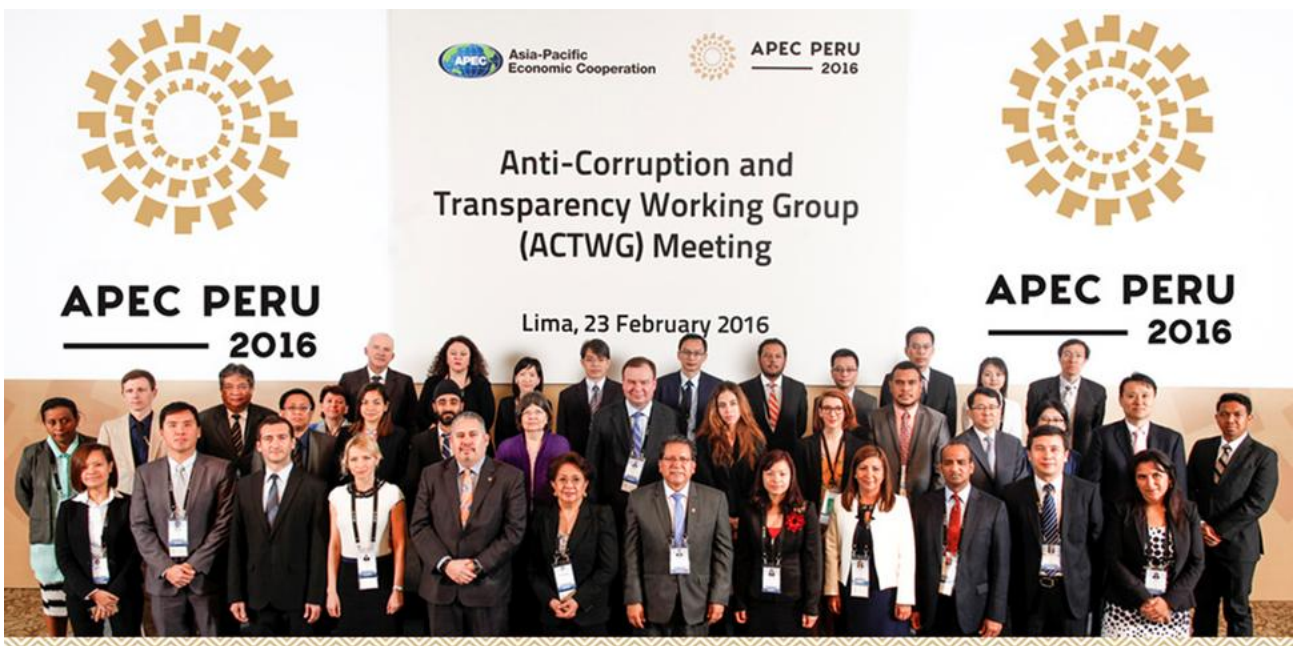 APEC
Asia-Pacific
Economic Cooperation
APEC PERU
2016
Anti-Corruption and
Transparency Working Group
(ACTWG) Meeting
Lima, 23 February 2016
APEC PERU
2016
APEC PERU
2016